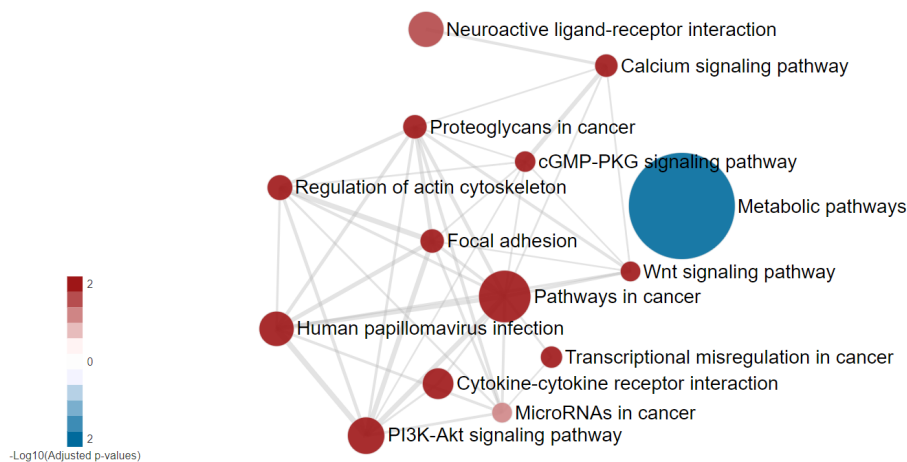 Neuroactive ligand-receptor interaction
Calcium signaling pathway
Proteoglycans in cancer
cGMP-PKG signaling pathway
Regulation of actin cytoskeleton
Metabolic pathways
Focal adhesion
Wnt signaling pathway
Pathways in cancer
Human papillomavirus infection
Transcriptional misregulation in cancer
Cytokine-cytokine receptor interaction
MicroRNAs in cancer
PI3K-Akt signaling pathway
2
0
2
-Log10(Adjusted p-values)